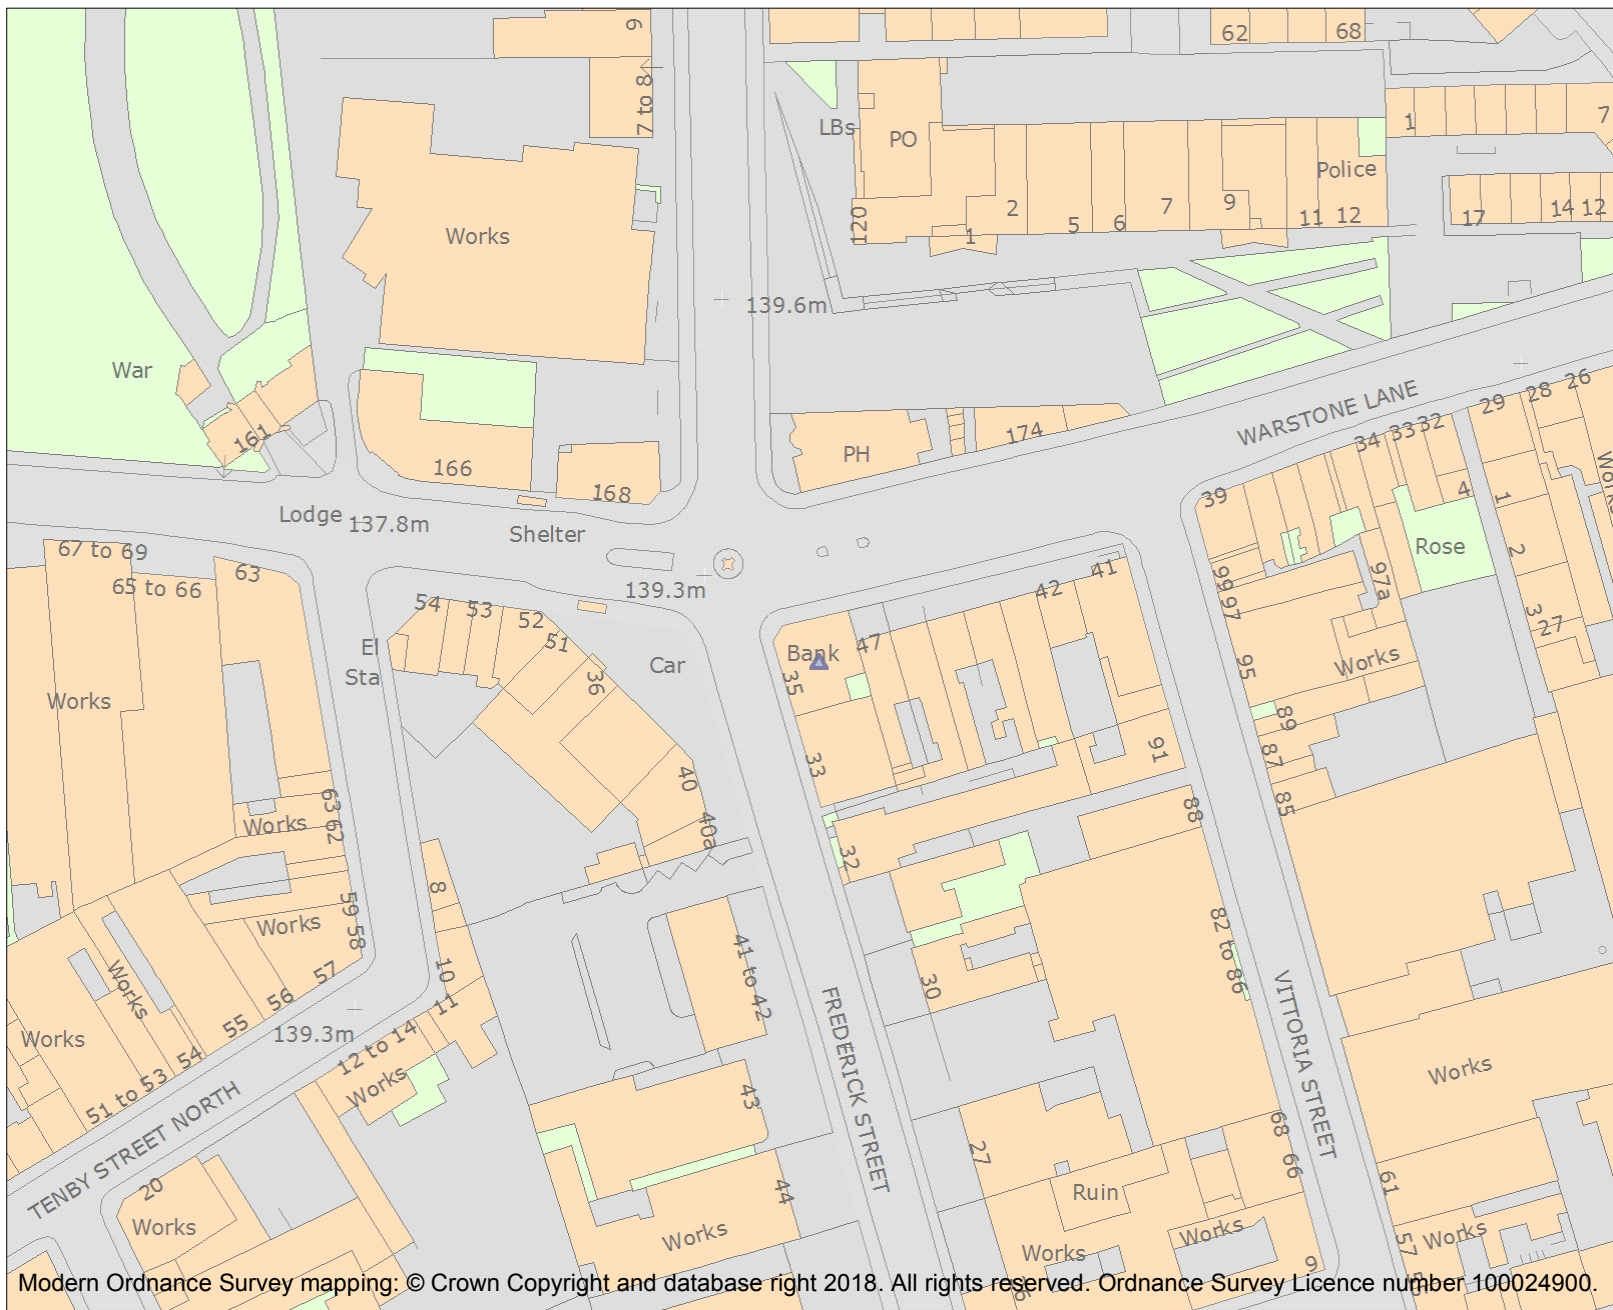 9
62
68
7 to 8
LBs
PO
1
7
Police
120
1
2
5
6
7
9
11
12
17
14
12
Works
139.6m
War
161
166
168
PH
174
WARSTONE LANE
34
33
32
29
28
26
Works
39
4
1
Rose
2
Lodge
137.8m
Shelter
139.3m
67 to 69
65 to 66
63
54
53
52
51
36
El
Sta
Car
Bank
47
42
41
35
33
99
97
97a
3
27
95
Works
89
87
85
91
88
Works
63
62
Works
40
40a
32
8
59
58
Works
57
56
55
54
51 to 53
Works
Works
10
11
12 to 14
Works
139.3m
TENBY STREET NORTH
20
Works
41 to 42
43
44
Works
FREDERICK STREET
30
27
82 to 86
VITTORIA STREET
68
66
Ruin
Works
Works
9
Works
61
57
Works
Modern Ordnance Survey mapping: © Crown Copyright and database right 2018. All rights reserved. Ordnance Survey Licence number 100024900.